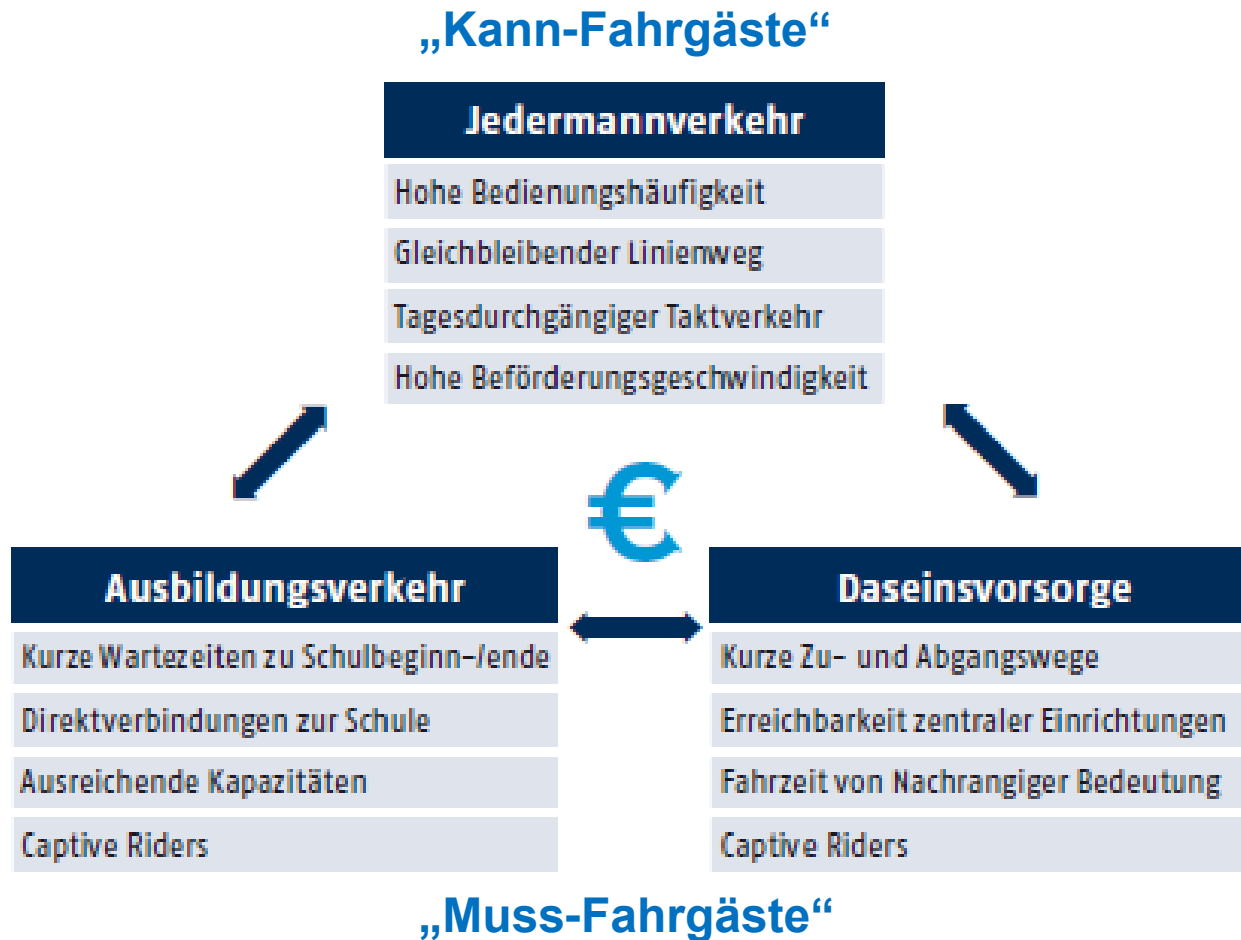 „Kann-Fahrgäste“
Jedermannverkehr
Hohe Bedienungshäufigkeit
Gleichbleibender Linienweg
Tagesdurchgängiger Taktverkehr
Hohe Beförderungsgeschwindigkeit
€
Ausbildungsverkehr
Kurze Wartezeiten zu Schulbeginn-/ende
Direktverbindungen zur Schule
Ausreichende Kapazitäten
Captive Riders
Daseinsvorsorge
Kurze Zu- und Abgangswege
Erreichbarkeit zentraler Einrichtungen
Fahrzeit von Nachrangiger Bedeutung
Captive Riders
„Muss-Fahrgäste“